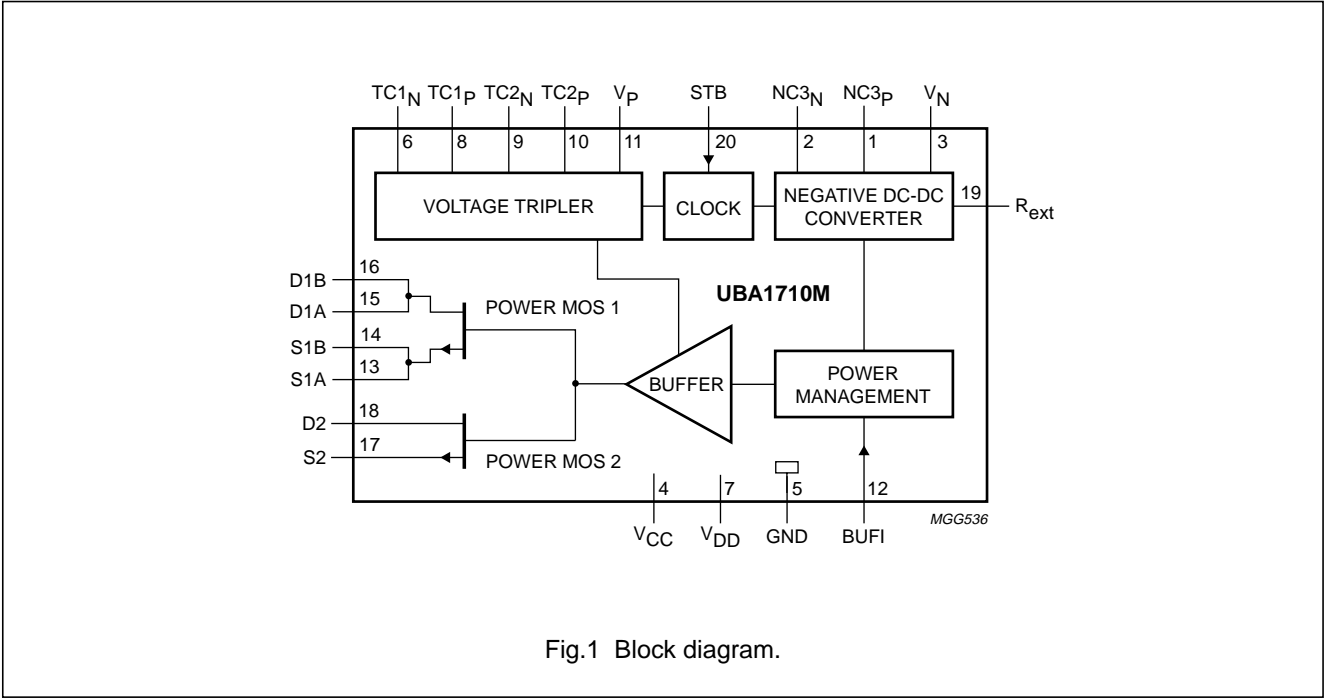 TC1N TC1P TC2N TC2P VP STB NC3N NC3P VN
6 8 9 10 11 20 2 1 3
VOLTAGE TRIPLER
CLOCK
NEGATIVE DC-DC
CONVERTER
19
Rext
D1B 16
D1A 15
S1B 14
S1A 13
POWER MOS 1
UBA1710M
BUFFER
POWER
MANAGEMENT
D2 18
S2 17
POWER MOS 2
4 7 5 12
MGG536
VCC VDD GND BUFI
Fig.1 Block diagram.